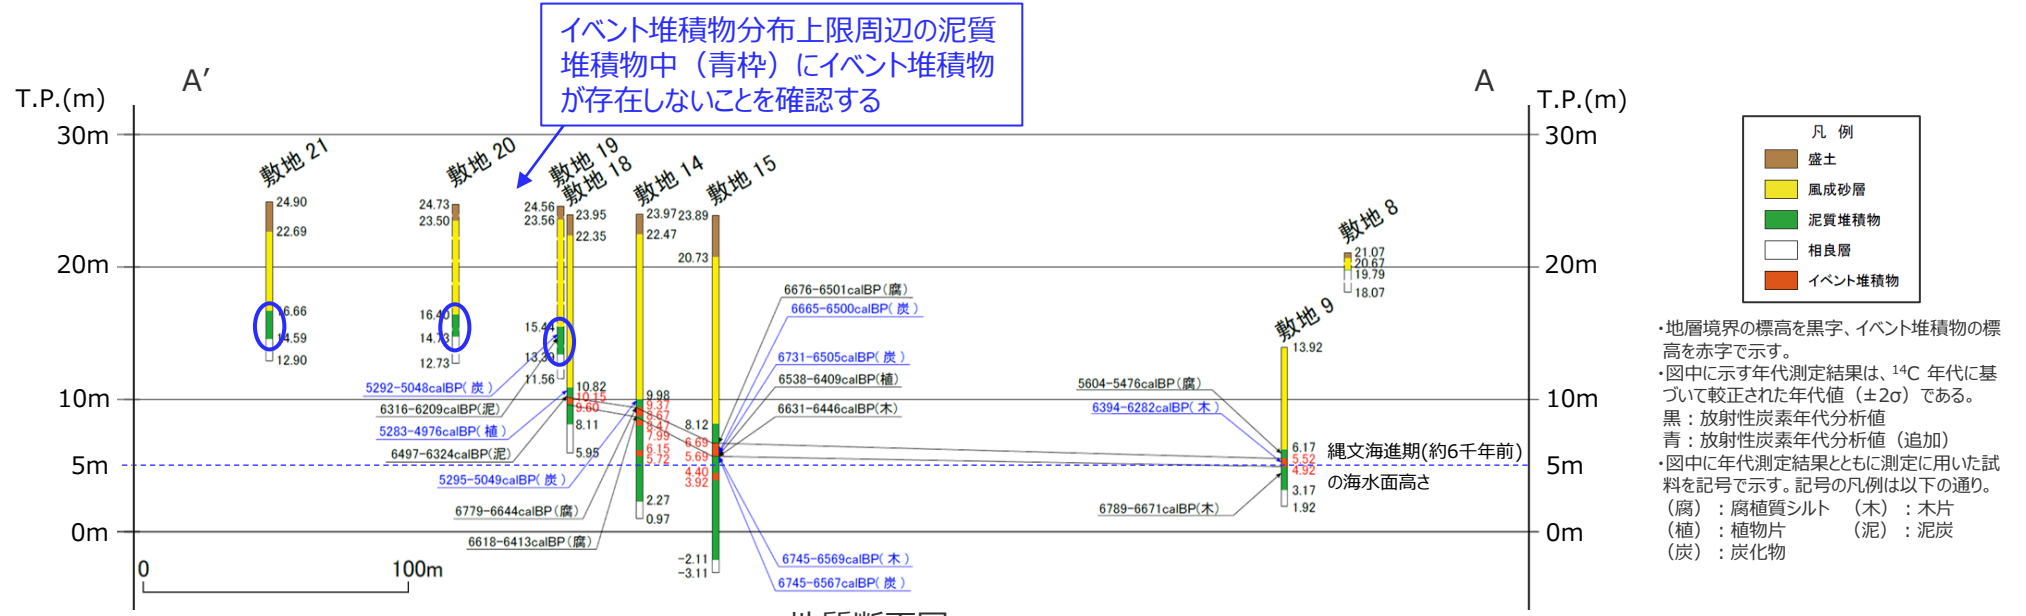 イベント堆積物分布上限周辺の泥質
堆積物中（青枠）にイベント堆積物
が存在しないことを確認する
A′
A
T.P.(m)
T.P.(m)
30m
20m
10m
5m
0m
30m
20m
10m
5m
0m
敷地 21
24.90
22.69
16.66
14.59
12.90
敷地 20
24.73
23.50
16.40
14.73
12.73
敷地 19
24.56
23.56
15.44
13.39
11.56
敷地 18
23.95
22.35
10.82
10.15
9.60
8.11
5.95
敷地 14
23.97
22.47
9.98
9.37
8.67
8.47
7.99
6.15
5.72
2.27
0.97
敷地 15
23.89
20.73
8.12
6.69
5.69
4.40
3.92
-2.11
-3.11
敷地 9
13.92
6.17
5.52
4.92
3.17
1.92
敷地 8
21.07
20.67
19.79
18.07
5292-5048calBP( 炭 )
6316-6209calBP(泥)
5283-4976calBP( 植 )
6497-6324calBP(泥)
5295-5049calBP( 炭 )
6779-6644calBP(腐)
6618-6413calBP(腐)
6676-6501calBP(腐)
6665-6500calBP( 炭 )
6731-6505calBP( 炭 )
6538-6409calBP(植)
6631-6446calBP(木)
6745-6569calBP( 木 )
6745-6567calBP( 炭 )
5604-5476calBP(腐)
6394-6282calBP( 木 )
6789-6671calBP(木)
縄文海進期(約6千年前)
の海水面高さ
0
100m
凡 例
盛土
風成砂層
泥質堆積物
相良層
イベント堆積物
・地層境界の標高を黒字、イベント堆積物の標
高を赤字で示す。
・図中に示す年代測定結果は、¹⁴C 年代に基
づいて較正された年代値（±2σ）である。
黒：放射性炭素年代分析値
青：放射性炭素年代分析値（追加）
・図中に年代測定結果とともに測定に用いた試
料を記号で示す。記号の凡例は以下の通り。
（腐）：腐植質シルト （木）：木片
（植）：植物片 （泥）：泥炭
（炭）：炭化物